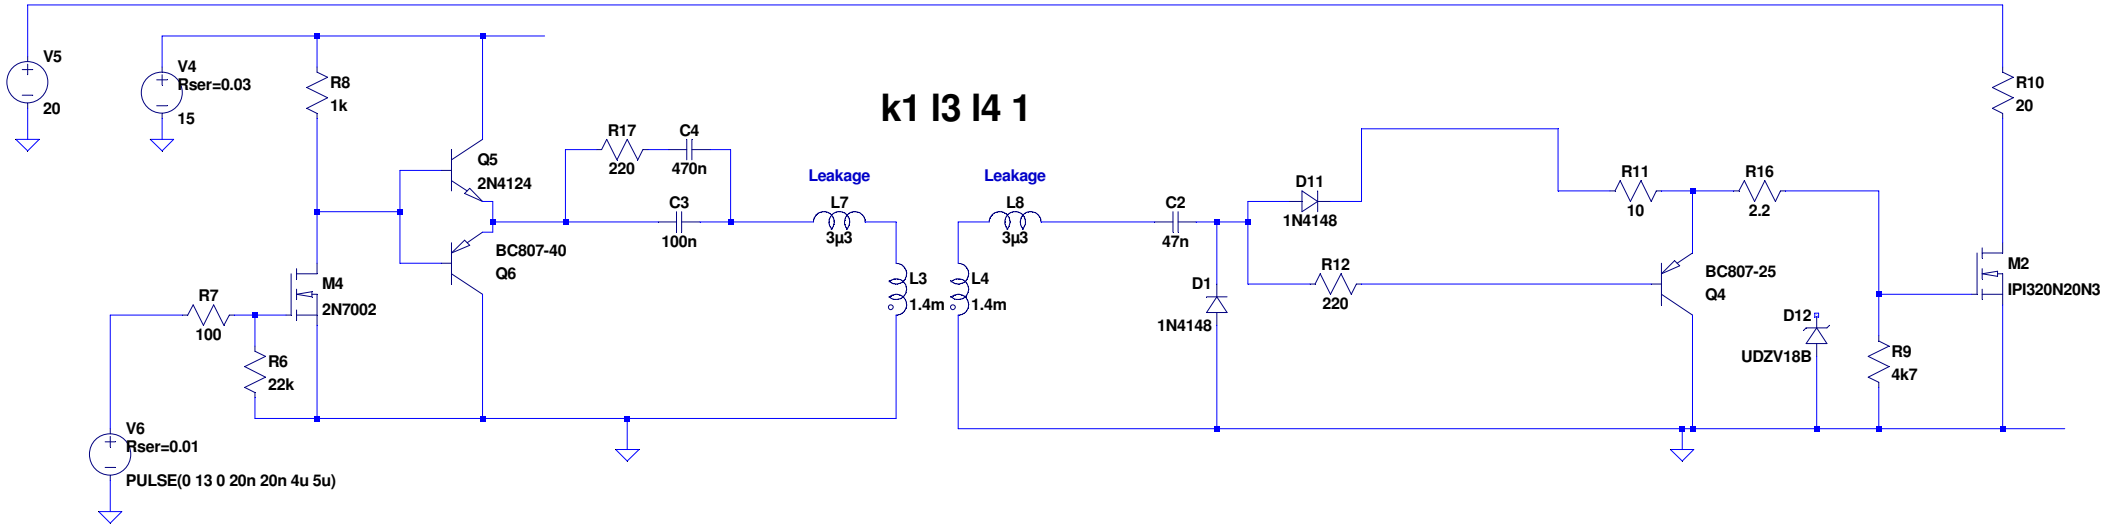 V5
20
V4
Rser=0.03
15
R8
1k
k1 l3 l4 1
R10
20
R17
220
C4
470n
Q5
2N4124
Leakage
L7
3µ3
Leakage
L8
3µ3
C3
100n
C2
47n
D11
1N4148
R11
10
R16
2.2
BC807-40
Q6
M4
2N7002
R7
100
R6
22k
L3
1.4m
L4
1.4m
D1
1N4148
R12
220
BC807-25
Q4
M2
IPI320N20N3
D12
UDZV18B
R9
4k7
V6
Rser=0.01
PULSE(0 13 0 20n 20n 4u 5u)